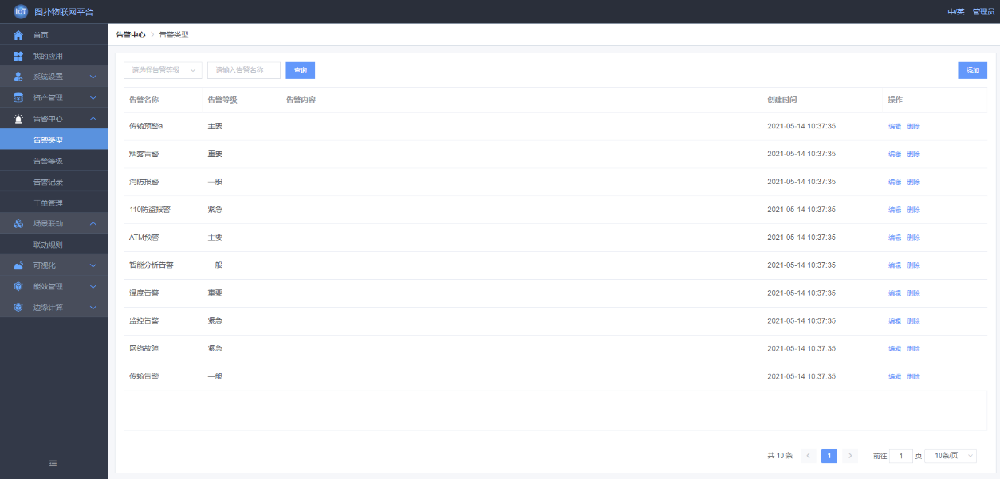 IOT 图扑物联网平台
中/英 管理员
首页
我的应用
系统设置
资产管理
告警中心
告警类型
告警等级
告警记录
工单管理
场景联动
联动规则
可视化
能效管理
边缘计算
告警中心 > 告警类型
请选择告警等级 请输入告警名称 查询 添加
告警名称 告警等级 告警内容 创建时间 操作
传输预警a 主要 2021-05-14 10:37:35 编辑 删除
烟雾告警 重要 2021-05-14 10:37:35 编辑 删除
消防报警 一般 2021-05-14 10:37:35 编辑 删除
110防盗报警 紧急 2021-05-14 10:37:35 编辑 删除
ATM预警 主要 2021-05-14 10:37:35 编辑 删除
智能分析告警 一般 2021-05-14 10:37:35 编辑 删除
温度告警 重要 2021-05-14 10:37:35 编辑 删除
监控告警 紧急 2021-05-14 10:37:35 编辑 删除
网络故障 紧急 2021-05-14 10:37:35 编辑 删除
传输告警 一般 2021-05-14 10:37:35 编辑 删除
共 10 条 < 1 > 前往 1 页 10条/页